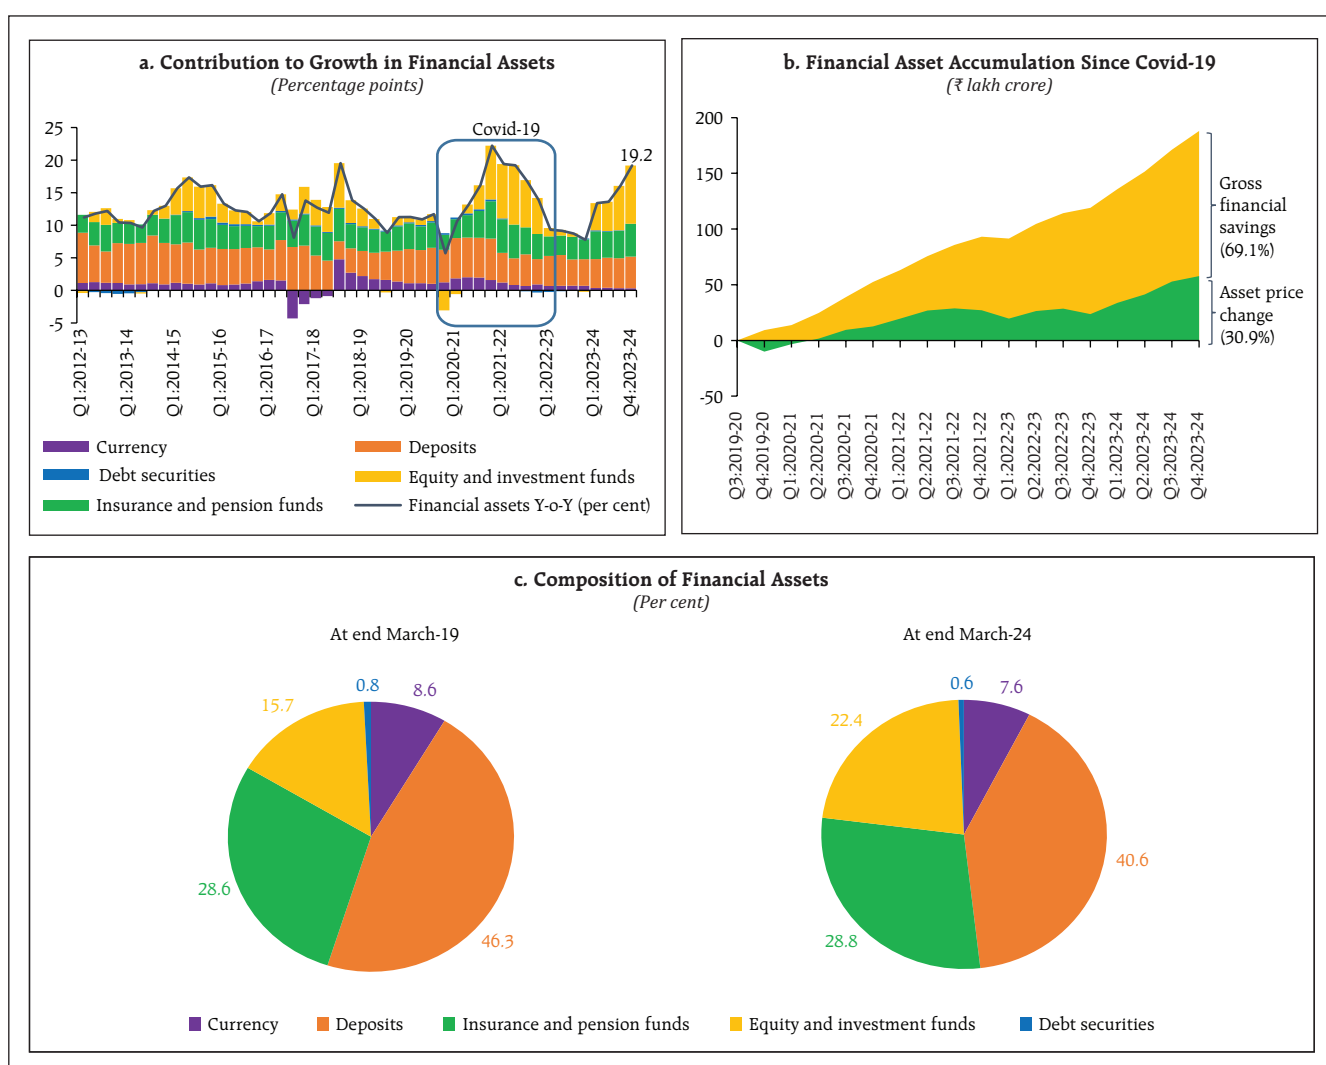 a. Contribution to Growth in Financial Assets
(Percentage points)
25
20
15
10
5
0
-5
Covid-19
19.2
Q1:2012-13
Q1:2013-14
Q1:2014-15
Q1:2015-16
Q1:2016-17
Q1:2017-18
Q1:2018-19
Q1:2019-20
Q1:2020-21
Q1:2021-22
Q1:2022-23
Q1:2023-24
Q4:2023-24
Currency
Deposits
Debt securities
Equity and investment funds
Insurance and pension funds
Financial assets Y-o-Y (per cent)
b. Financial Asset Accumulation Since Covid-19
(₹ lakh crore)
200
150
100
50
0
-50
Gross
financial
savings
(69.1%)
Asset price
change
(30.9%)
Q3:2019-20
Q4:2019-20
Q1:2020-21
Q2:2020-21
Q3:2020-21
Q4:2020-21
Q1:2021-22
Q2:2021-22
Q3:2021-22
Q4:2021-22
Q1:2022-23
Q2:2022-23
Q3:2022-23
Q4:2022-23
Q1:2023-24
Q2:2023-24
Q3:2023-24
Q4:2023-24
c. Composition of Financial Assets
(Per cent)
At end March-19
0.8
8.6
15.7
28.6
46.3
At end March-24
0.6
7.6
22.4
40.6
28.8
Currency
Deposits
Insurance and pension funds
Equity and investment funds
Debt securities